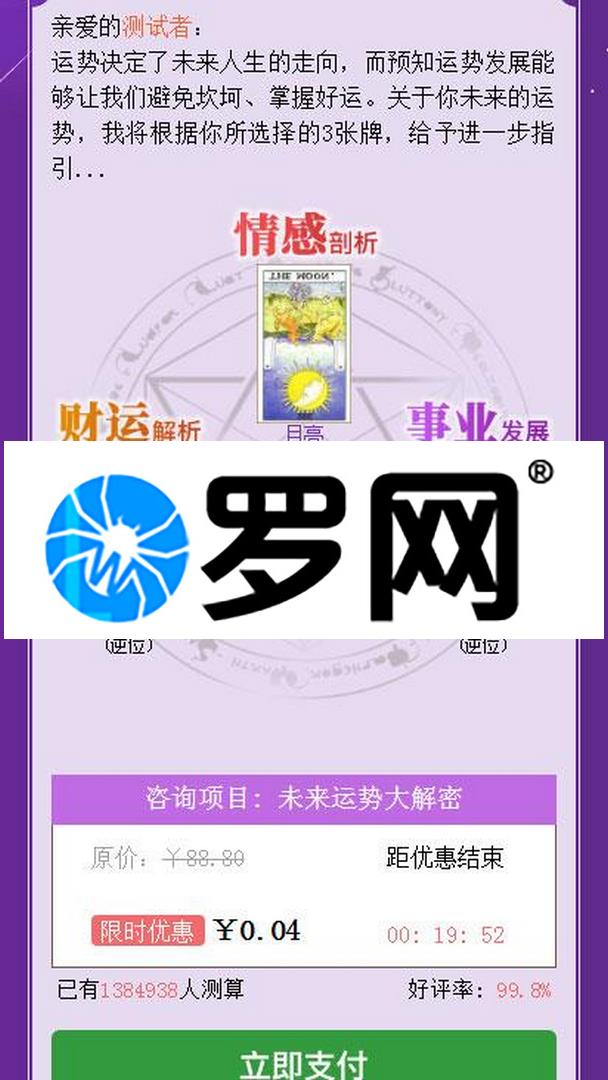 亲爱的测试者：
运势决定了未来人生的走向，而预知运势发展能
够让我们避免坎坷、掌握好运。关于你未来的运
势，我将根据你所选择的3张牌，给予进一步指
引...
情感剖析
THE MOON.
财运解析
事业发展
月亮
罗网®
(逆位)
(逆位)
咨询项目：未来运势大解密
原价：￥88.80
距优惠结束
限时优惠 ￥0.04
00: 19: 52
已有1384938人测算
好评率：99.8%
立即支付